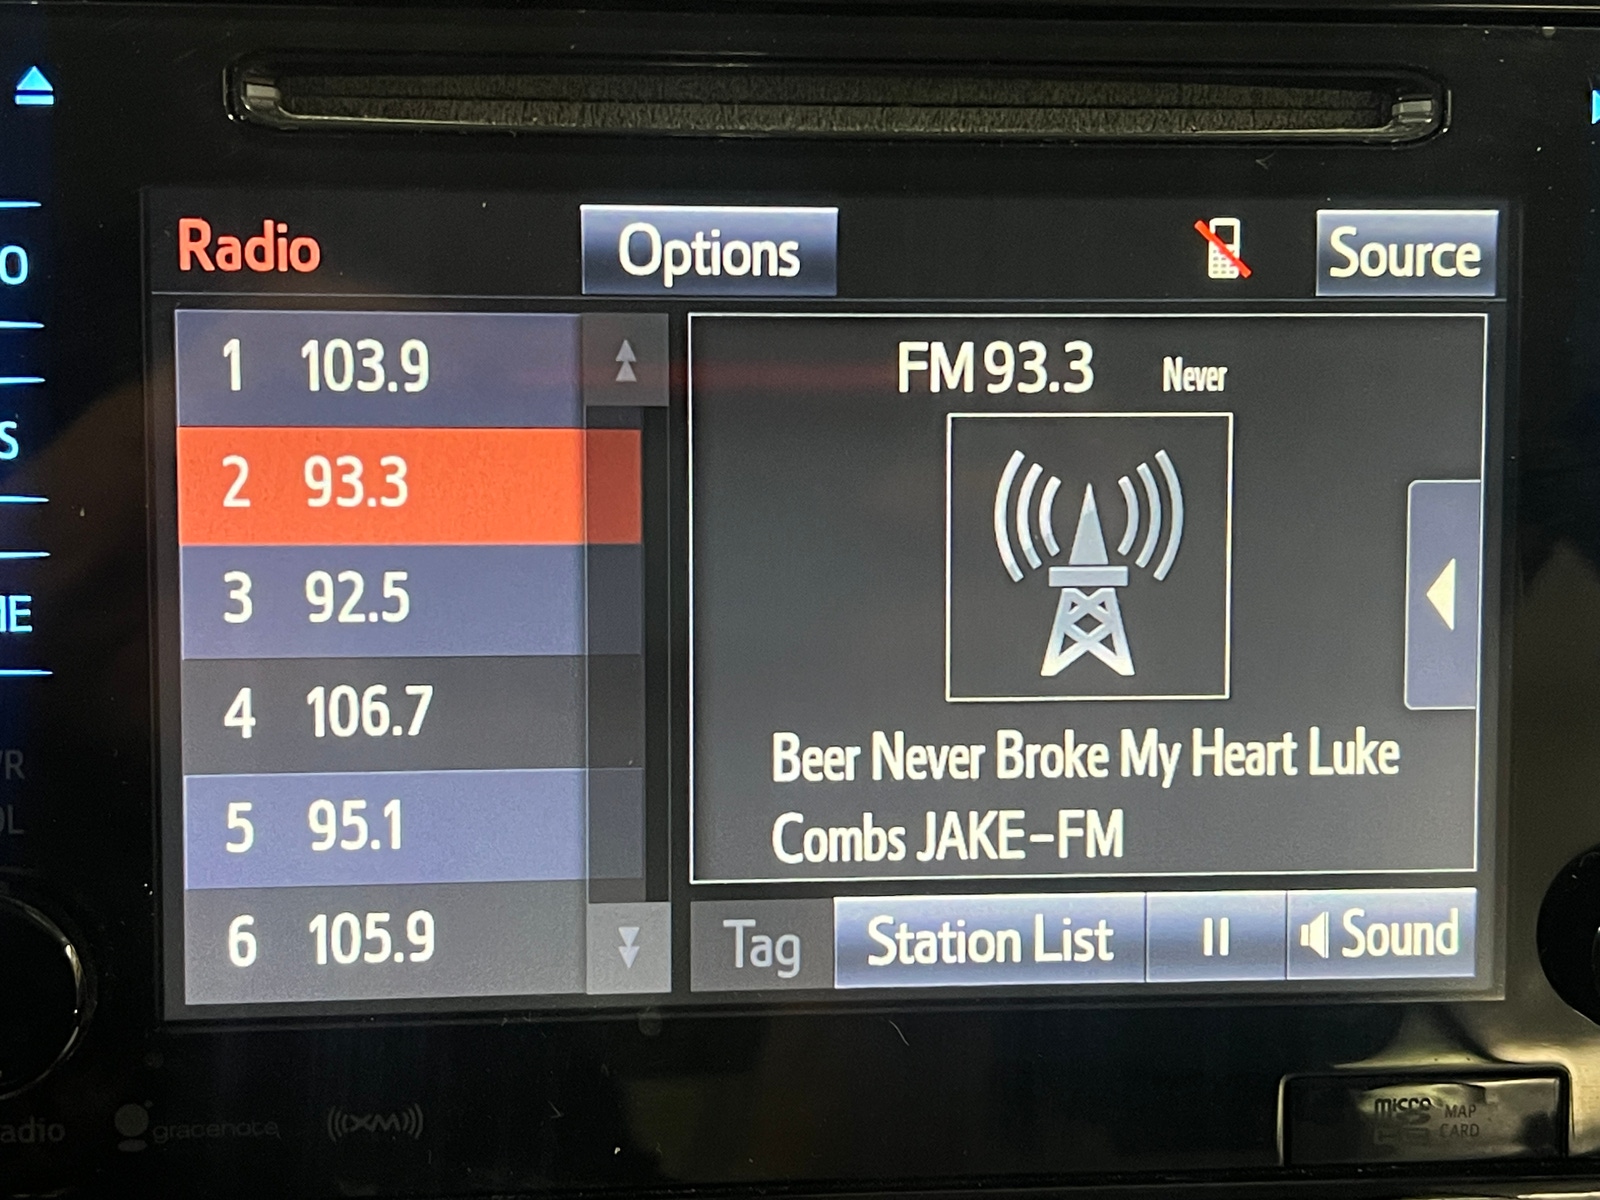 Radio
Options
Source
1 103.9
2 93.3
3 92.5
4 106.7
5 95.1
6 105.9
FM 93.3 Never
Beer Never Broke My Heart Luke
Combs JAKE-FM
Tag
Station List
Sound
gracenote
((XM))
micro
MAP
CARD